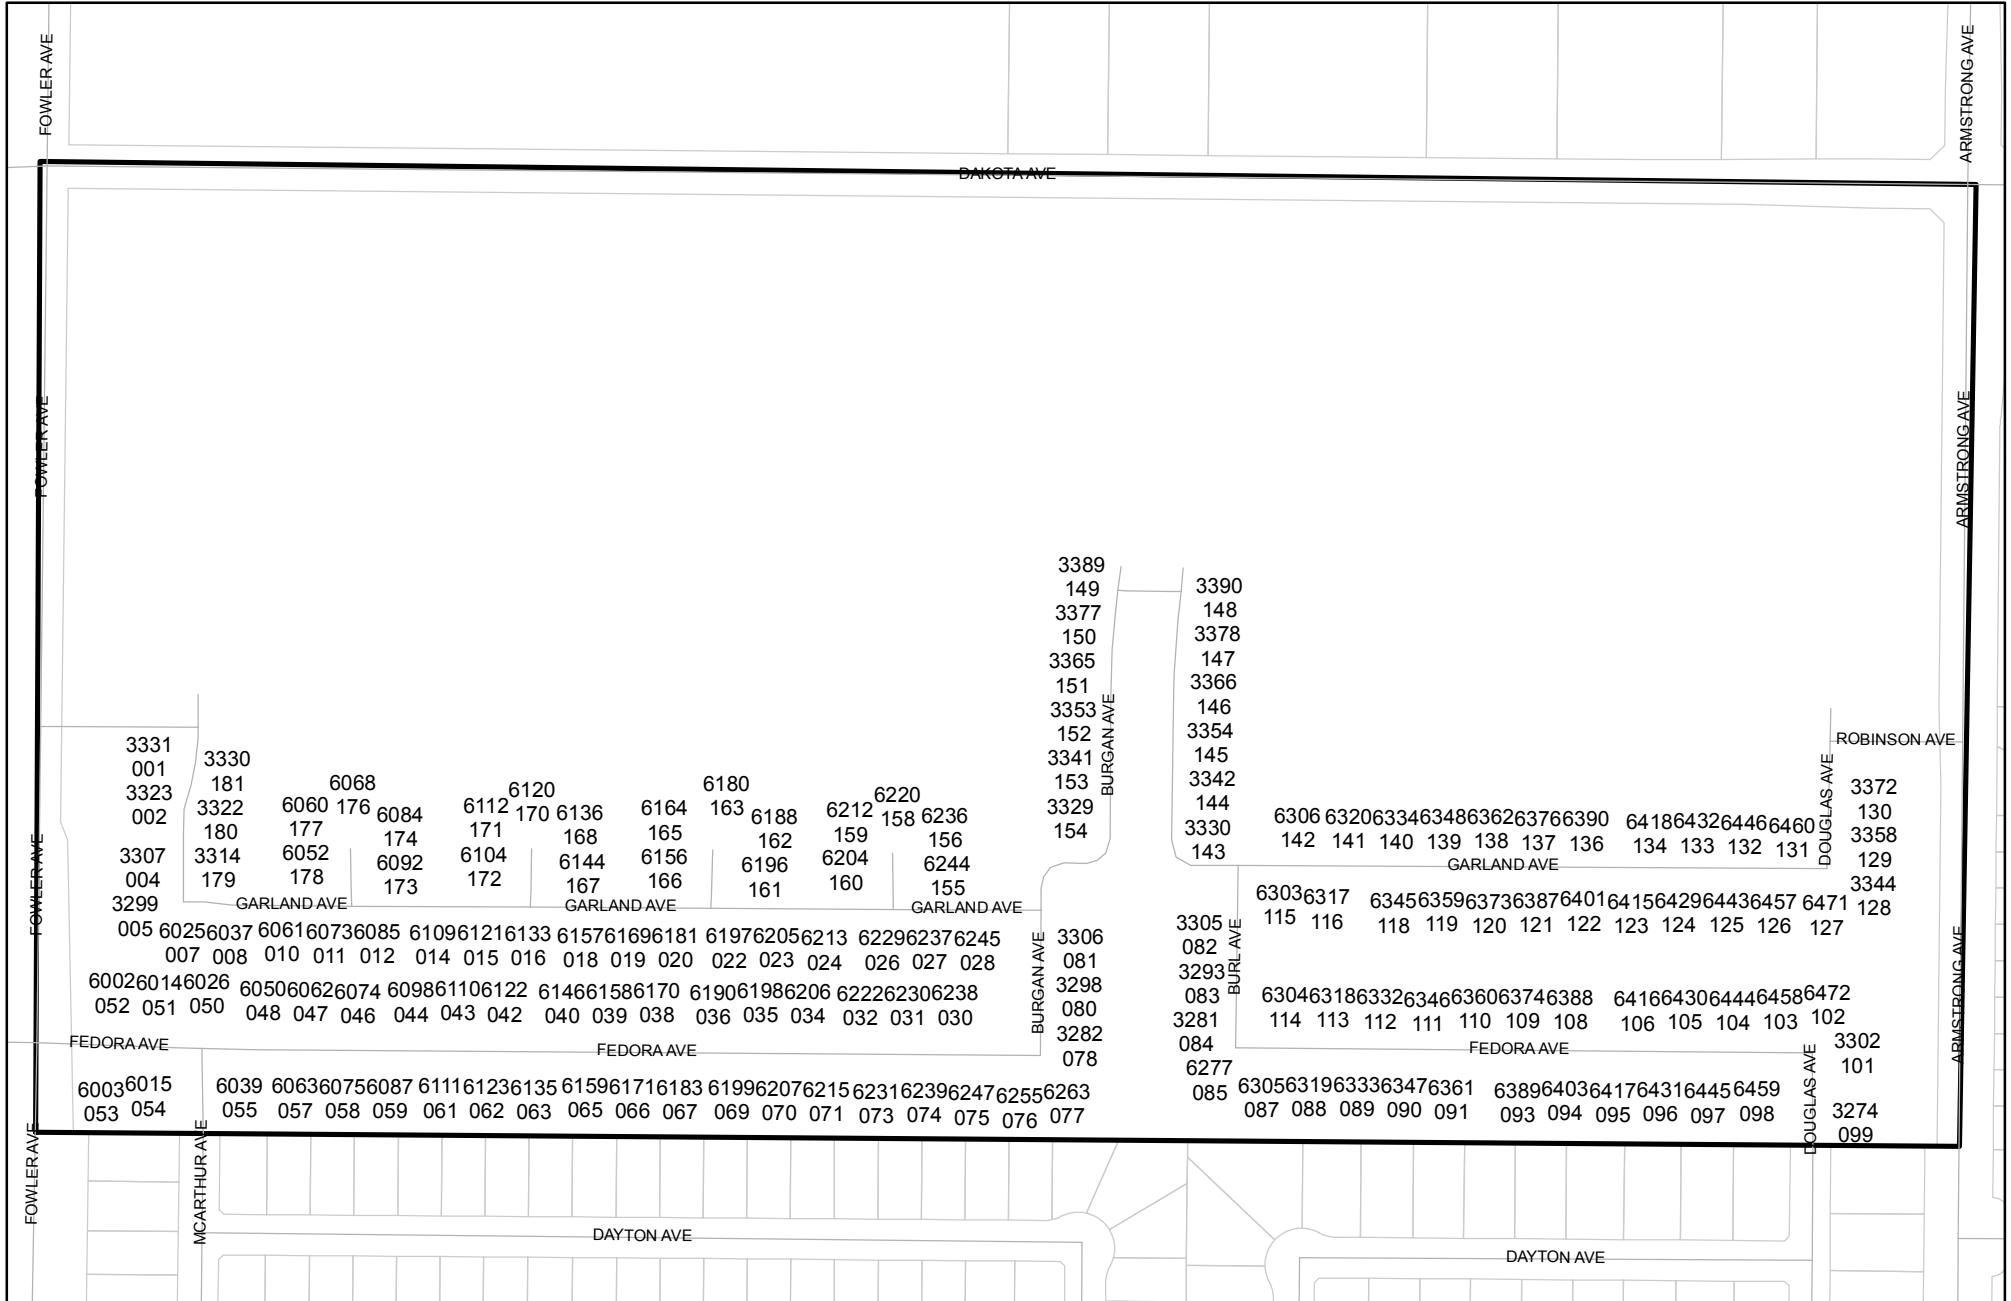 FOWLER AVE
ARMSTRONG AVE
DAKOTA AVE
FOWLER AVE
ARMSTRONG AVE
3389
149
3377
150
3365
151
3353
152
3341
153
3329
154
BURGAN AVE
3390
148
3378
147
3366
146
3354
145
3342
144
3330
143
3331
001
3323
002
3307
004
3299
005
3330
181
3322
180
3314
179
6068
176
6060
177
6052
178
6084
174
6092
173
6120
170
6112
171
6104
172
6136
168
6144
167
6180
163
6164
165
6156
166
6188
162
6196
161
6220
158
6212
159
6204
160
6236
156
6244
155
ROBINSON AVE
DOUGLAS AVE
3372
130
3358
129
3344
128
6306 6320 6334 6348 6362 6376 6390 6418 6432 6446 6460
142 141 140 139 138 137 136 134 133 132 131
GARLAND AVE
FOWLER AVE
GARLAND AVE
GARLAND AVE
GARLAND AVE
6303 6317 6345 6359 6373 6387 6401 6415 6429 6443 6457 6471
115 116 118 119 120 121 122 123 124 125 126 127
6025 6037 6061 6073 6085 6109 6121 6133 6157 6169 6181 6197 6205 6213 6229 6237 6245
007 008 010 011 012 014 015 016 018 019 020 022 023 024 026 027 028
BURGAN AVE
3306
081
3298
080
3282
078
3305
082
3293
083
3281
084
6277
085
BURL AVE
ARMSTRONG AVE
6002 6014 6026 6050 6062 6074 6098 6110 6122 6146 6158 6170 6190 6198 6206 6222 6230 6238
052 051 050 048 047 046 044 043 042 040 039 038 036 035 034 032 031 030
6304 6318 6332 6346 6360 6374 6388 6416 6430 6444 6458 6472
114 113 112 111 110 109 108 106 105 104 103 102
FEDORA AVE
FEDORA AVE
FEDORA AVE
3302
101
3274
099
DOUGLAS AVE
6003 6015 6039 6063 6075 6087 6111 6123 6135 6159 6171 6183 6199 6207 6215 6231 6239 6247 6255 6263
053 054 055 057 058 059 061 062 063 065 066 067 069 070 071 073 074 075 076 077
6305 6319 6333 6347 6361 6389 6403 6417 6431 6445 6459
087 088 089 090 091 093 094 095 096 097 098
FOWLER AVE
MCARTHUR AVE
DAYTON AVE
DAYTON AVE